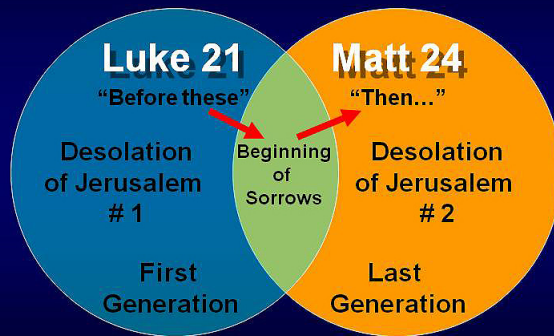 Luke 21
"Before these"
Desolation
of Jerusalem
# 1
First
Generation
Beginning
of
Sorrows
Matt 24
"Then..."
Desolation
of Jerusalem
# 2
Last
Generation